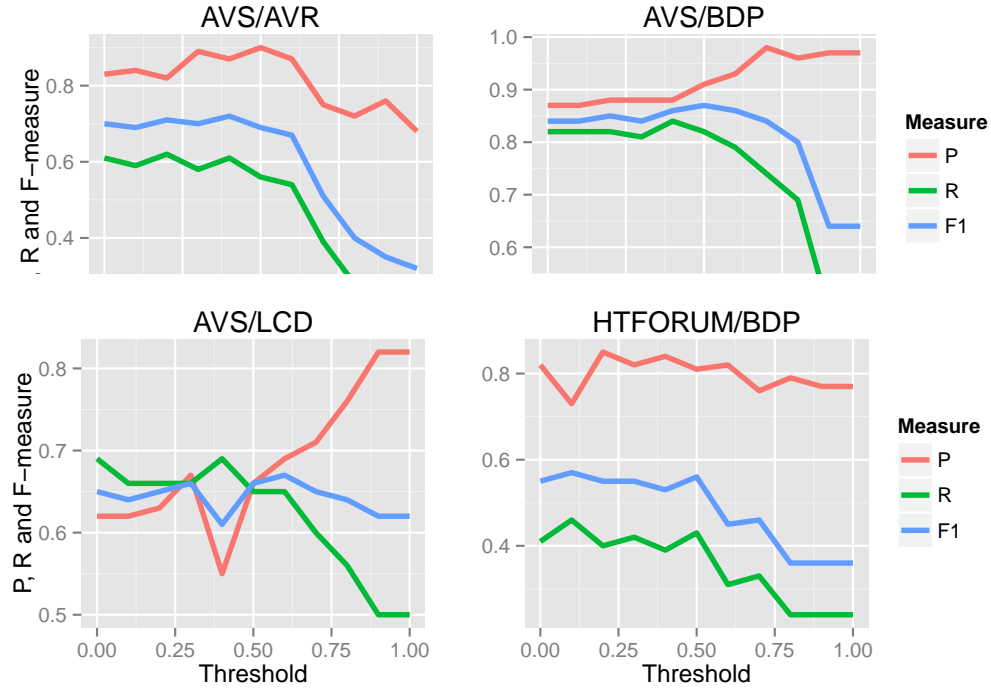 AVS/AVR
AVS/BDP
R and F−measure
0.8
0.6
0.4
1.0
0.9
0.8
0.7
0.6
Measure
P
R
F1
AVS/LCD
HTFORUM/BDP
P, R and F−measure
0.8
0.7
0.6
0.5
0.00
0.25
0.50
0.75
1.00
Threshold
0.8
0.6
0.4
0.00
0.25
0.50
0.75
1.00
Threshold
Measure
P
R
F1